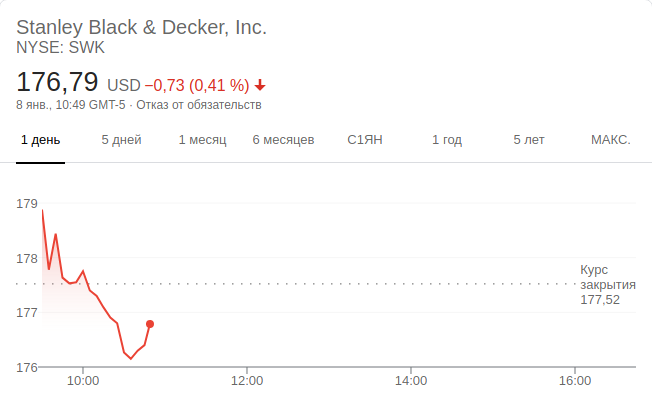 Stanley Black & Decker, Inc.
NYSE: SWK
176,79 USD −0,73 (0,41 %)
8 янв., 10:49 GMT-5 · Отказ от обязательств
1 день 5 дней 1 месяц 6 месяцев С1ЯН 1 год 5 лет МАКС.
179
178
Курс
закрытия
177,52
177
176
10:00 12:00 14:00 16:00